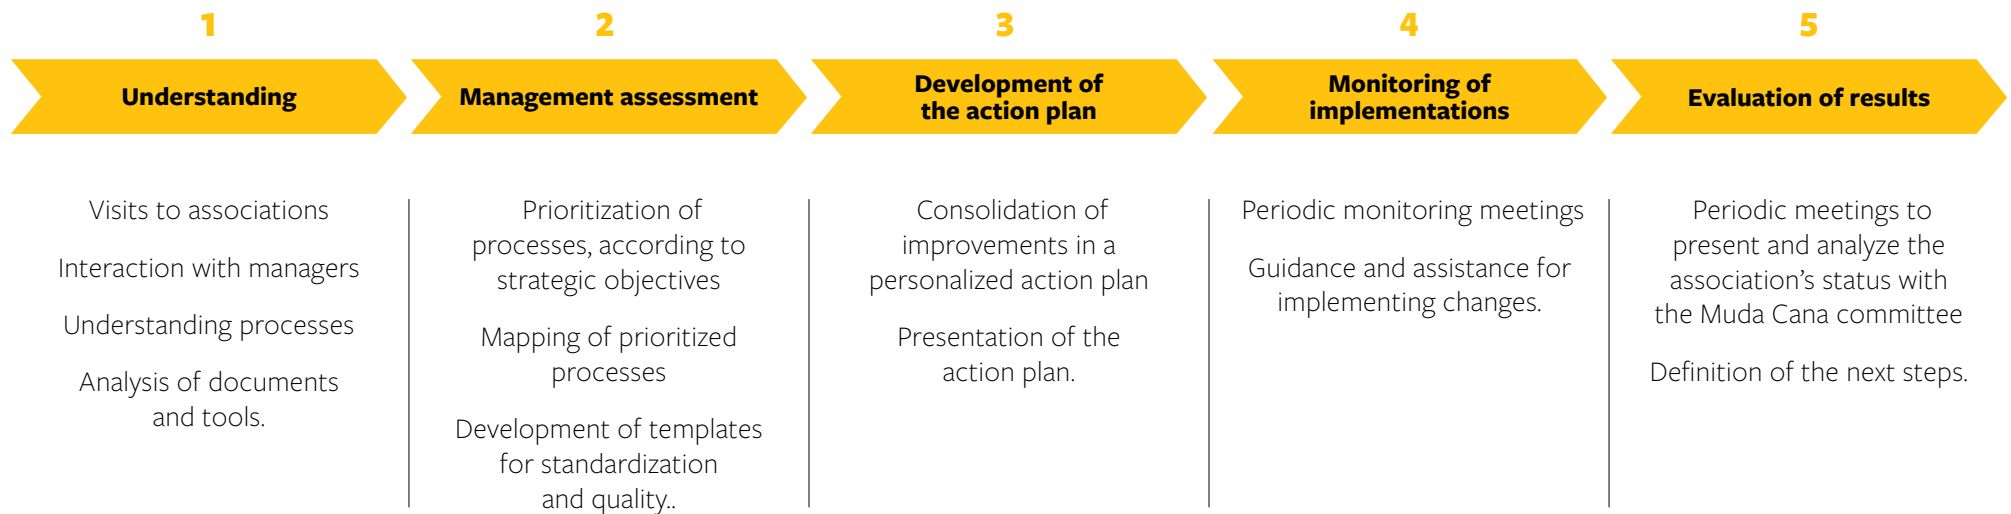 1
Understanding
Visits to associations
Interaction with managers
Understanding processes
Analysis of documents
and tools.
2
Management assessment
Prioritization of
processes, according to
strategic objectives
Mapping of prioritized
processes
Development of templates
for standardization
and quality..
3
Development of
the action plan
Consolidation of
improvements in a
personalized action plan
Presentation of the
action plan.
4
Monitoring of
implementations
Periodic monitoring meetings
Guidance and assistance for
implementing changes.
5
Evaluation of results
Periodic meetings to
present and analyze the
association’s status with
the Muda Cana committee
Definition of the next steps.